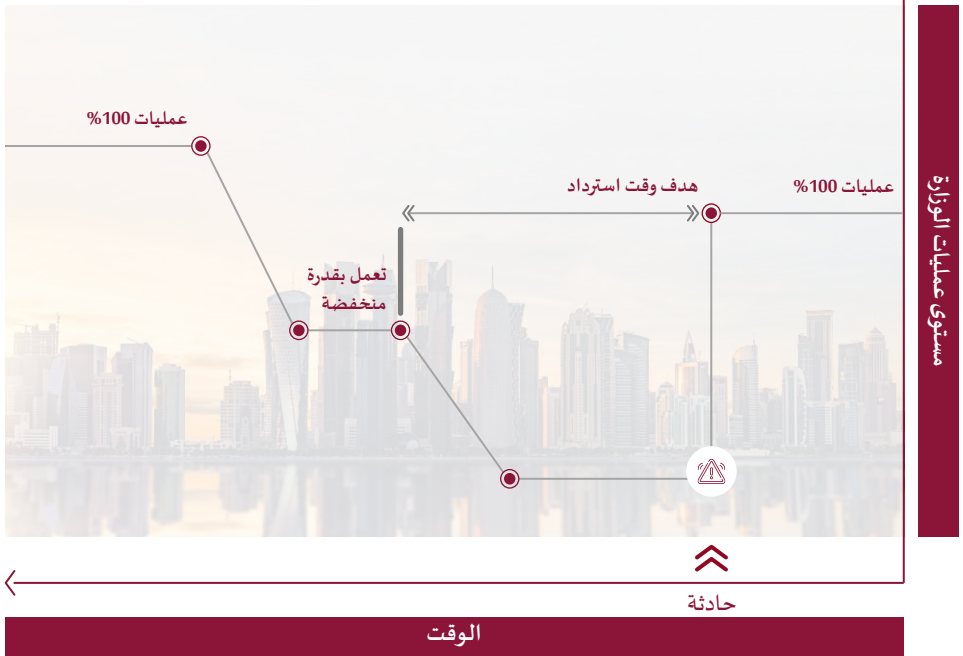 عمليات 100%
هدف وقت استرداد
عمليات 100%
تعمل بقدرة
منخفضة
مستوى عمليات الوزارة
حادثة
الوقت